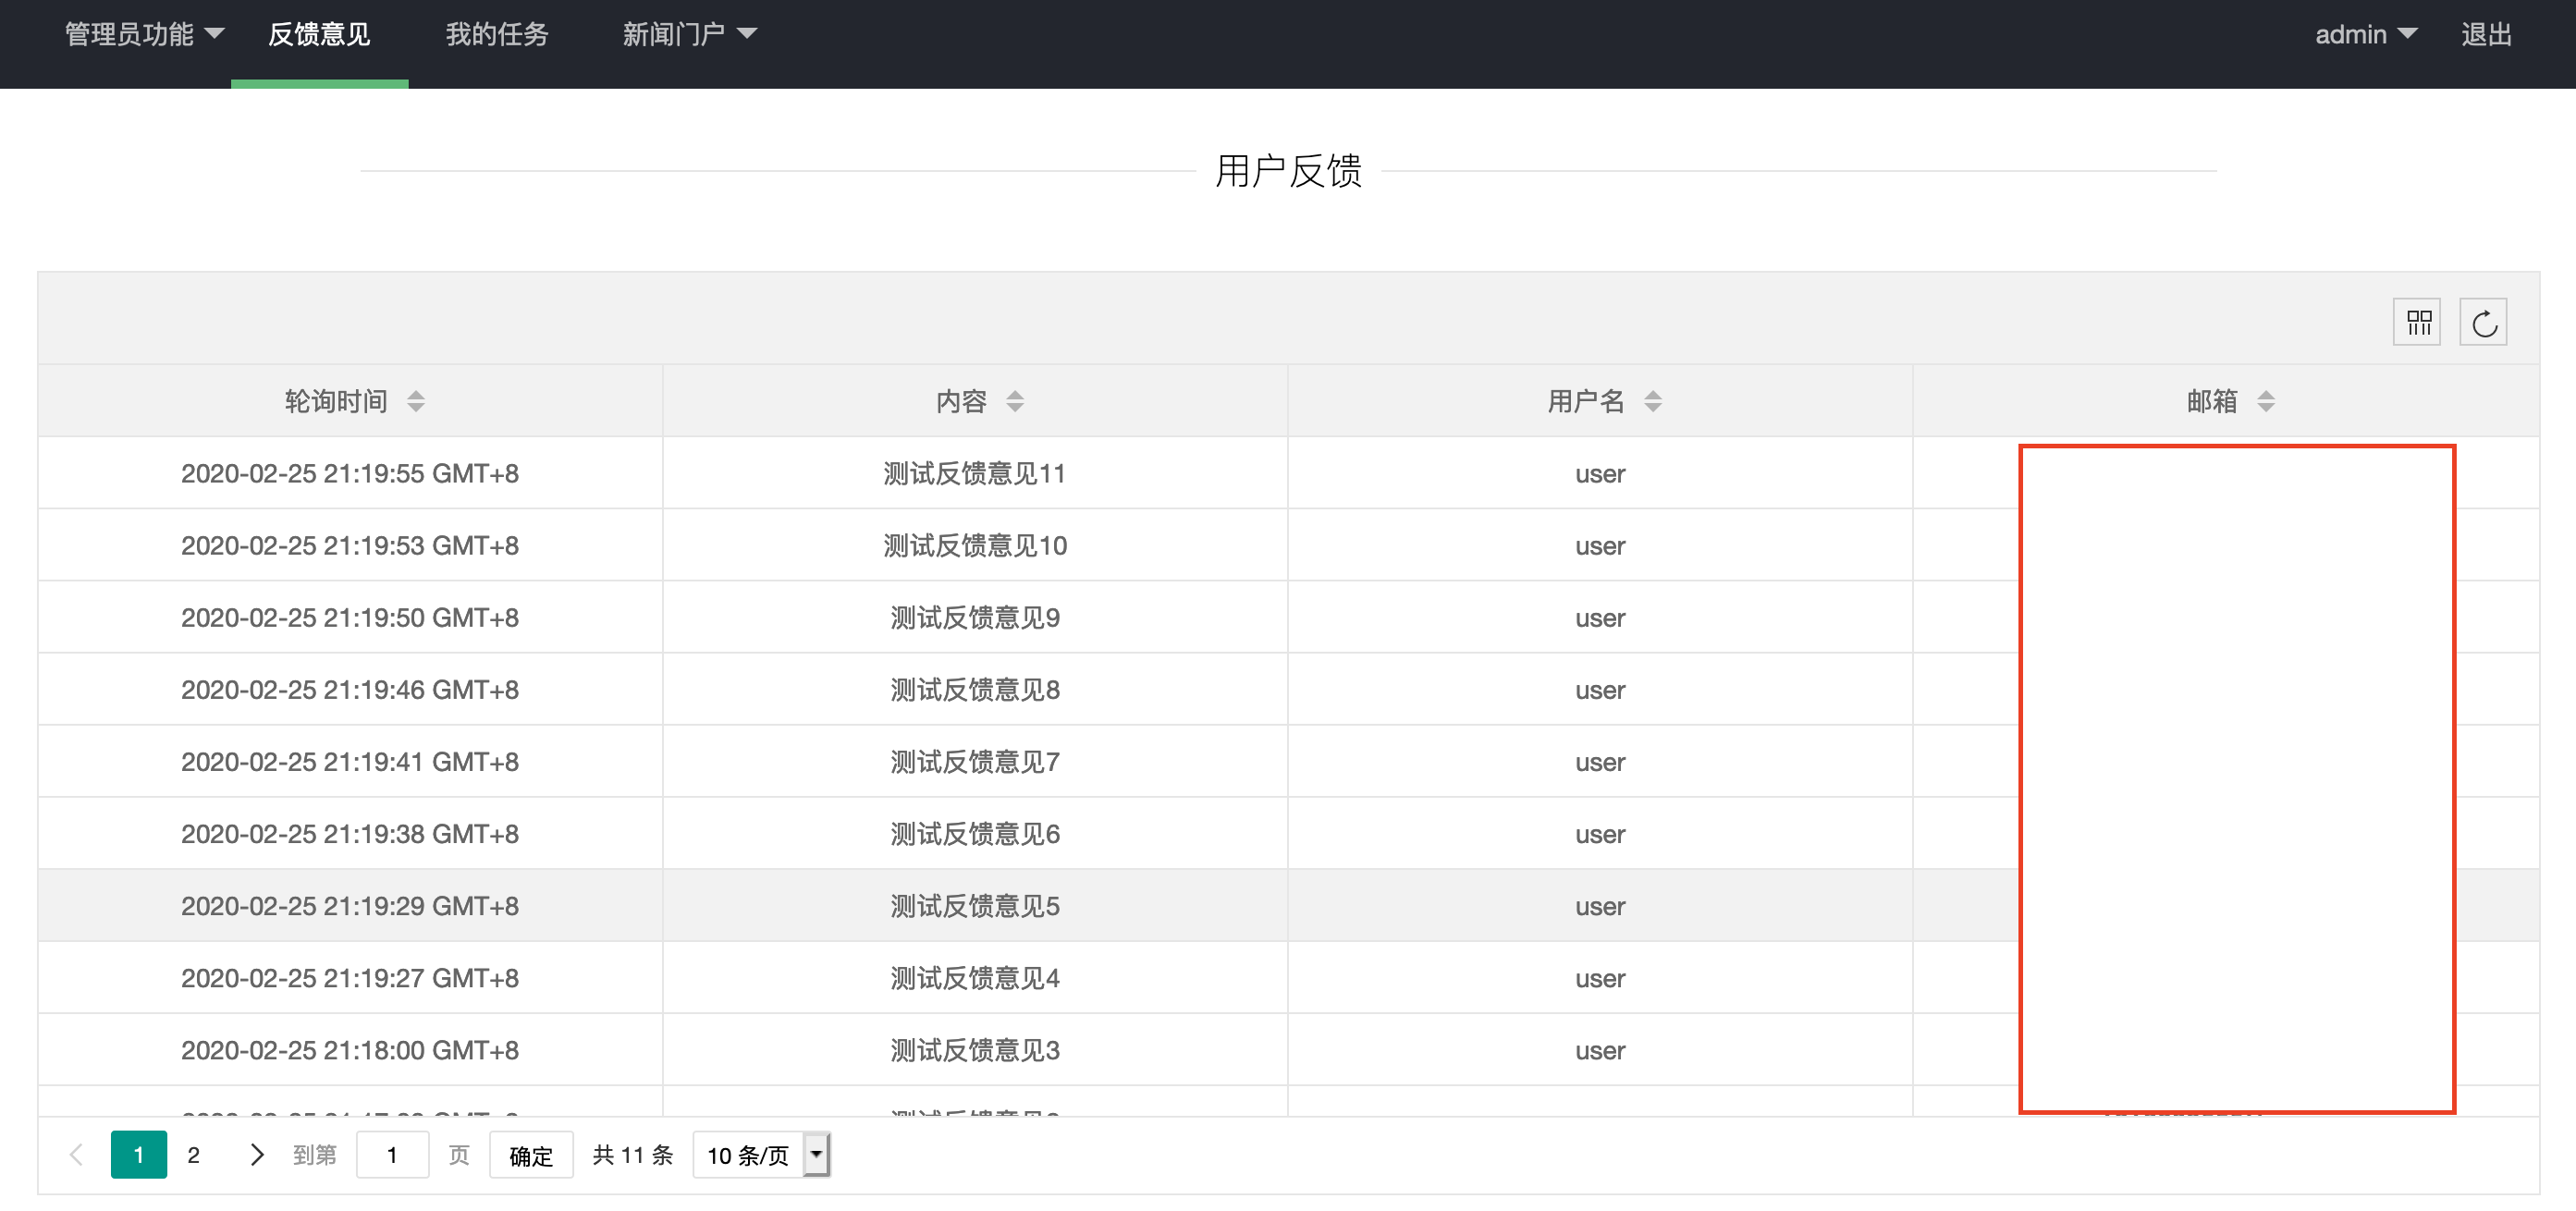 管理员功能 反馈意见 我的任务 新闻门户 admin 退出
用户反馈
轮询时间 内容 用户名 邮箱
2020-02-25 21:19:55 GMT+8 测试反馈意见11 user
2020-02-25 21:19:53 GMT+8 测试反馈意见10 user
2020-02-25 21:19:50 GMT+8 测试反馈意见9 user
2020-02-25 21:19:46 GMT+8 测试反馈意见8 user
2020-02-25 21:19:41 GMT+8 测试反馈意见7 user
2020-02-25 21:19:38 GMT+8 测试反馈意见6 user
2020-02-25 21:19:29 GMT+8 测试反馈意见5 user
2020-02-25 21:19:27 GMT+8 测试反馈意见4 user
2020-02-25 21:18:00 GMT+8 测试反馈意见3 user
1 2 到第 1 页 确定 共 11 条 10 条/页